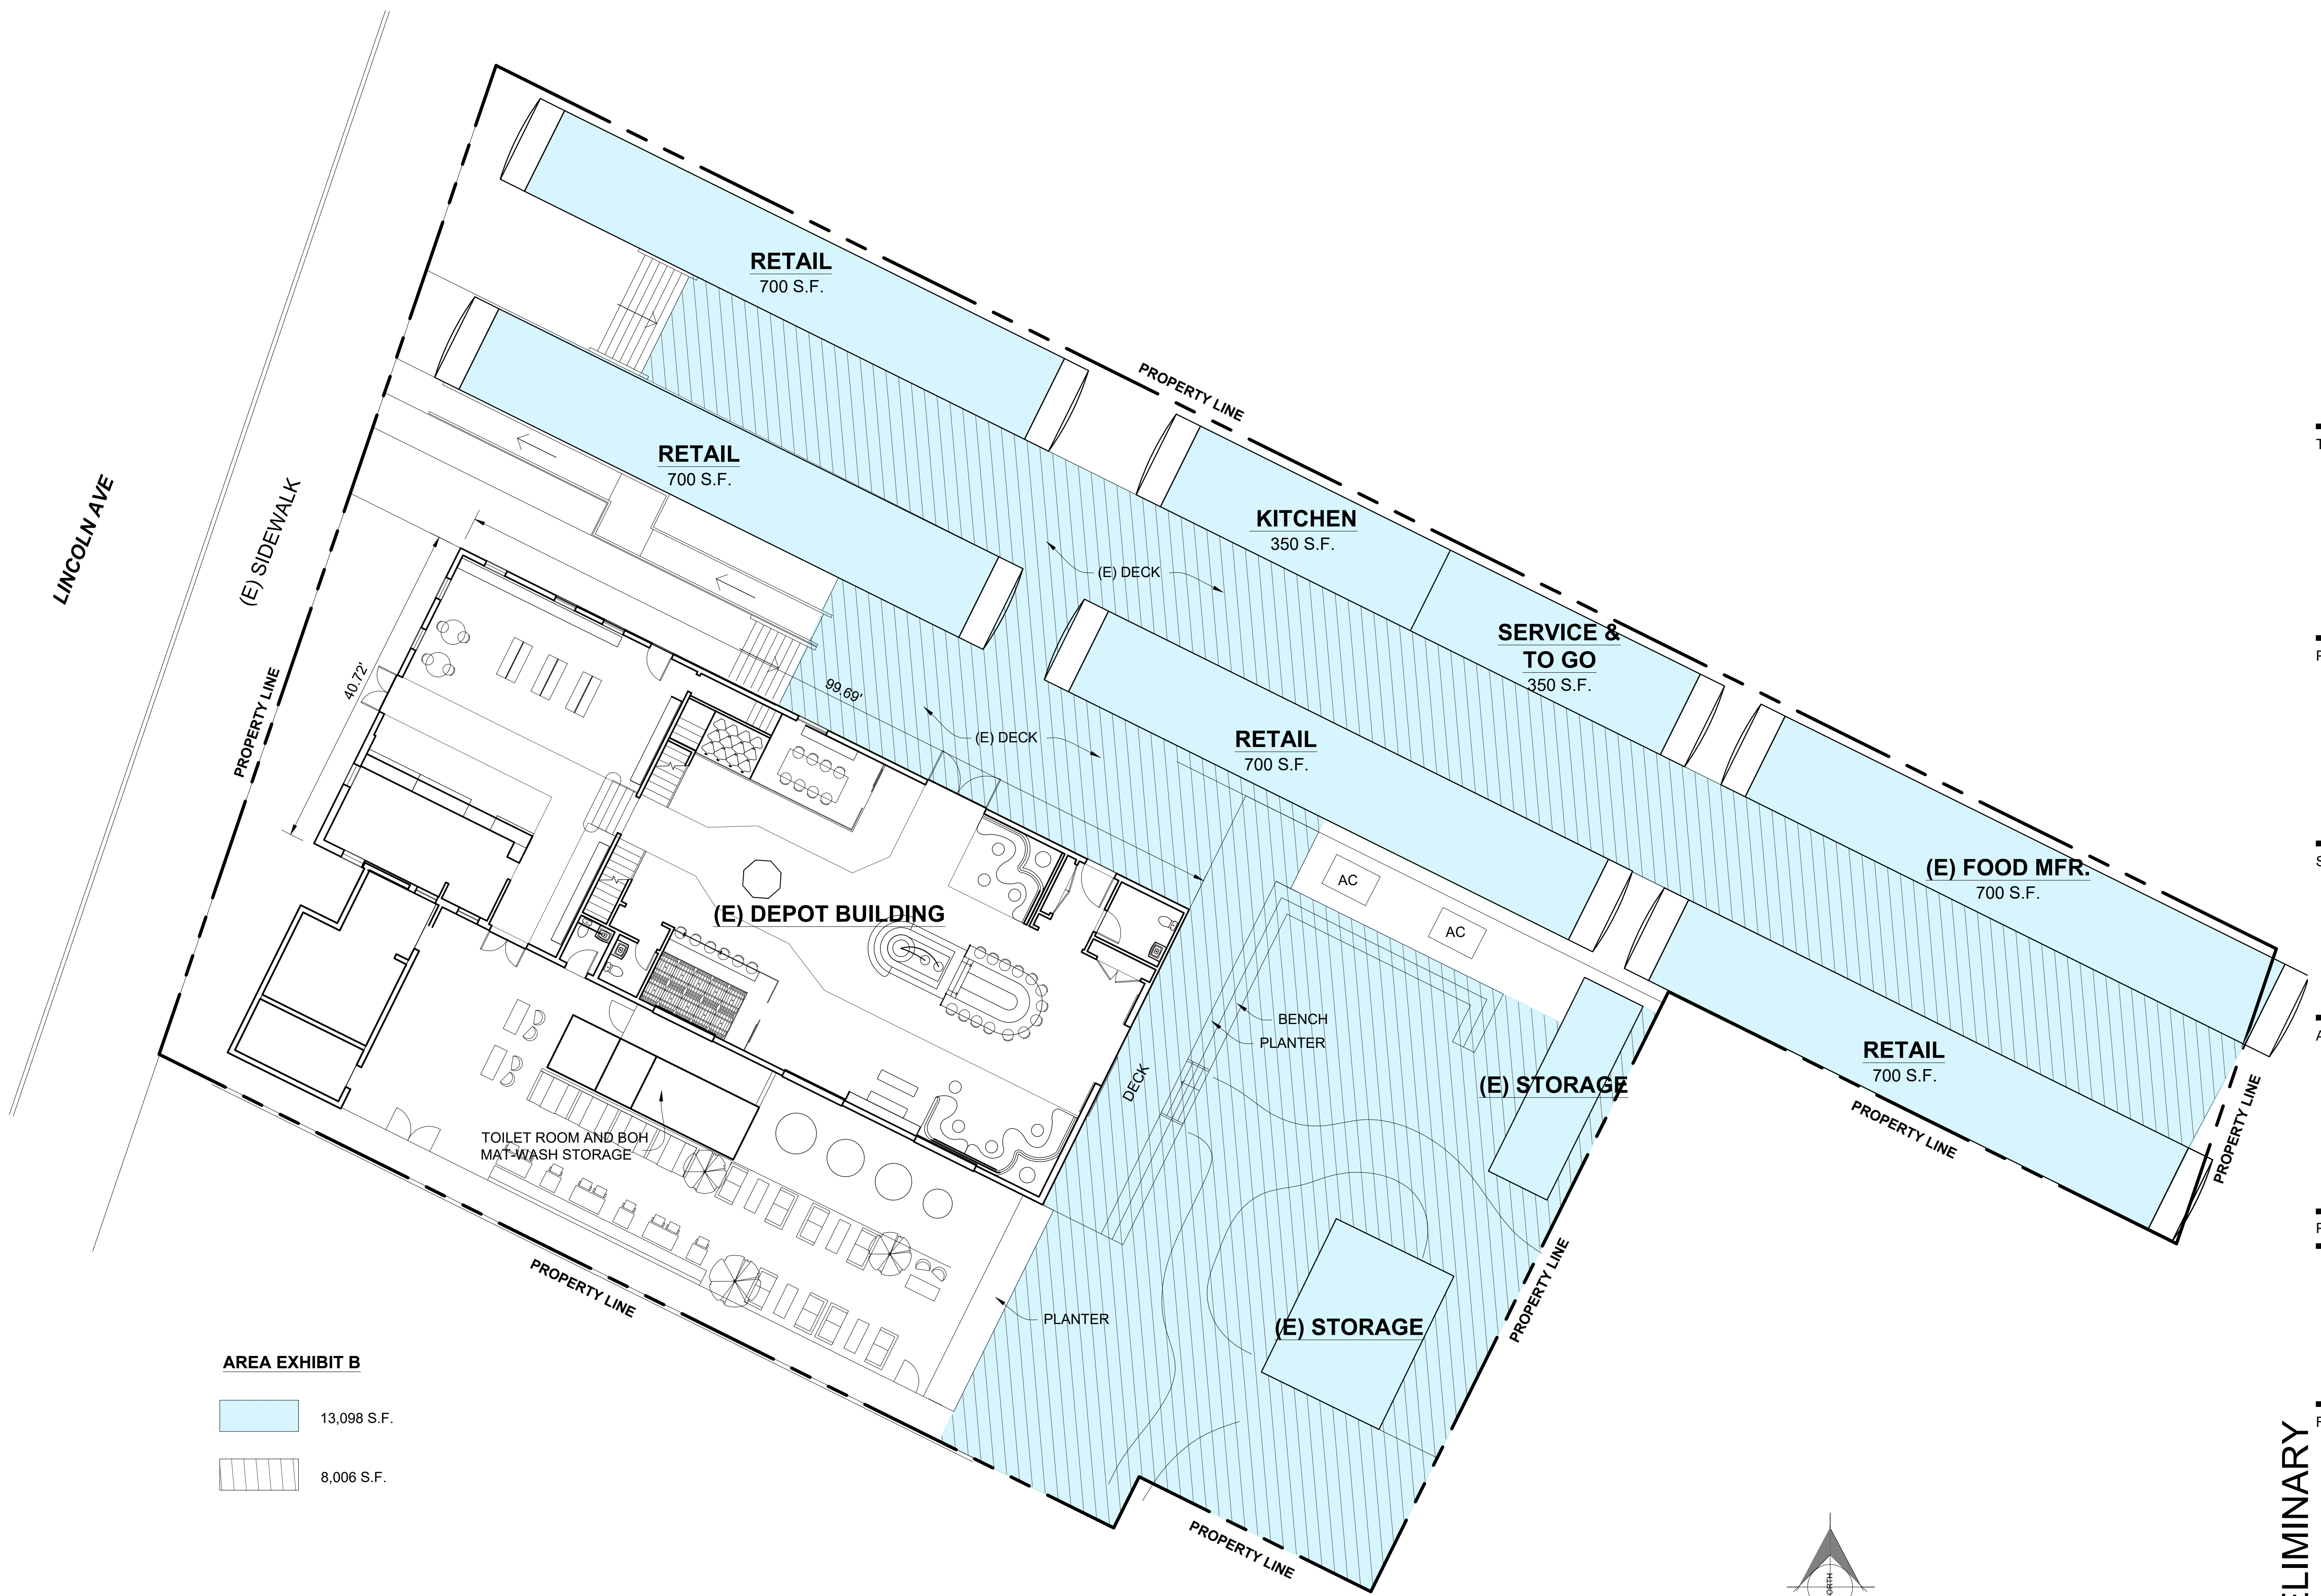 RETAIL
700 S.F.
PROPERTY LINE
RETAIL
700 S.F.
LINCOLN AVE
(E) SIDEWALK
KITCHEN
350 S.F.
(E) DECK
SERVICE &
TO GO
350 S.F.
40.72'
99.69'
PROPERTY LINE
(E) DECK
RETAIL
700 S.F.
AC
AC
(E) FOOD MFR.
700 S.F.
(E) DEPOT BUILDING
BENCH
PLANTER
DECK
(E) STORAGE
RETAIL
700 S.F.
PROPERTY LINE
PROPERTY LINE
TOILET ROOM AND BOH
MAT-WASH STORAGE
PROPERTY LINE
PLANTER
(E) STORAGE
PROPERTY LINE
AREA EXHIBIT B
13,098 S.F.
8,006 S.F.
PROPERTY LINE